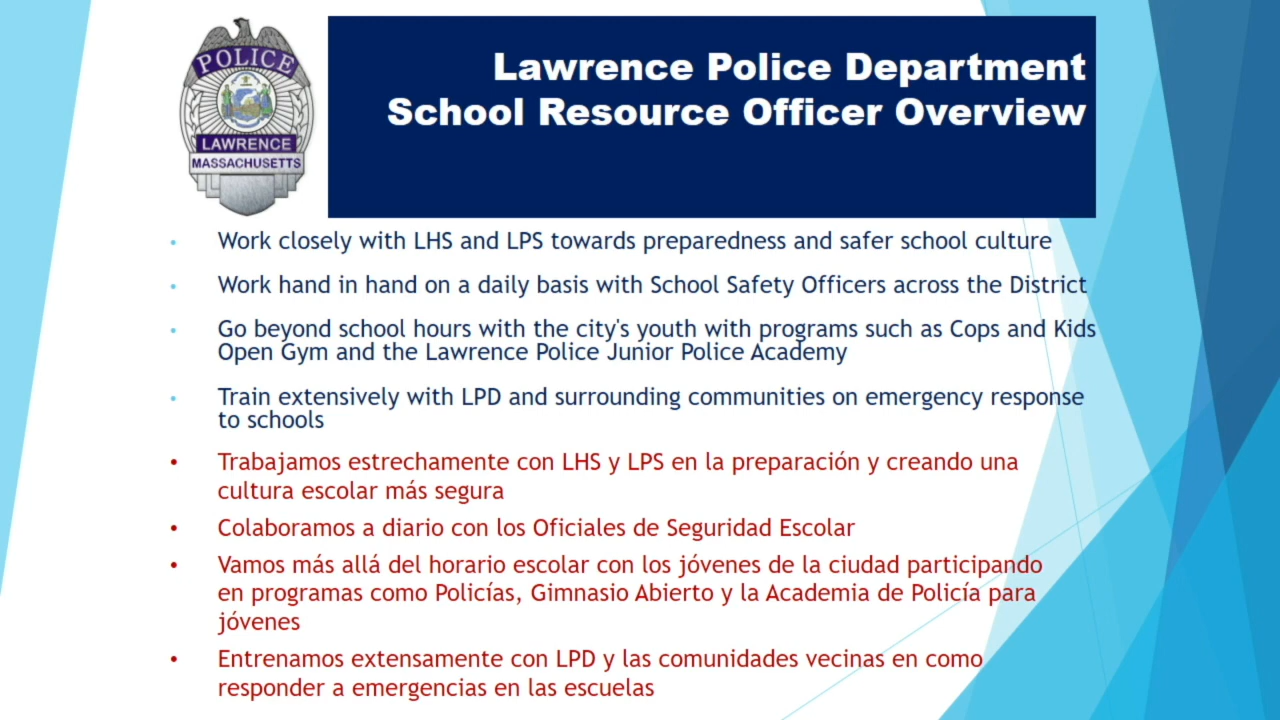 POLICE
LAWRENCE
MASSACHUSETTS
Lawrence Police Department
School Resource Officer Overview
• Work closely with LHS and LPS towards preparedness and safer school culture
• Work hand in hand on a daily basis with School Safety Officers across the District
• Go beyond school hours with the city's youth with programs such as Cops and Kids
Open Gym and the Lawrence Police Junior Police Academy
• Train extensively with LPD and surrounding communities on emergency response
to schools
• Trabajamos estrechamente con LHS y LPS en la preparación y creando una
cultura escolar más segura
• Colaboramos a diario con los Oficiales de Seguridad Escolar
• Vamos más allá del horario escolar con los jóvenes de la ciudad participando
en programas como Policías, Gimnasio Abierto y la Academia de Policía para
jóvenes
• Entrenamos extensamente con LPD y las comunidades vecinas en como
responder a emergencias en las escuelas